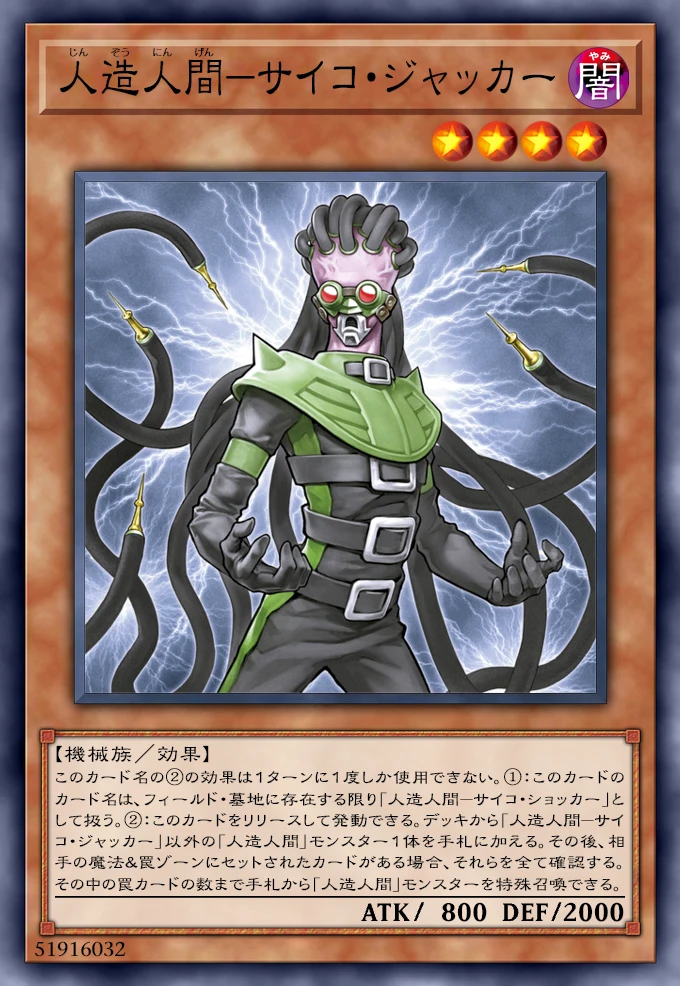 じん ぞう にん げん
人造人間－サイコ・ジャッカー
やみ
闇
【機械族／効果】
このカード名の②の効果は1ターンに1度しか使用できない。①：このカードの
カード名は、フィールド・墓地に存在する限り「人造人間－サイコ・ショッカー」と
して扱う。②：このカードをリリースして発動できる。デッキから「人造人間－サイ
コ・ジャッカー」以外の「人造人間」モンスター1体を手札に加える。その後、相
手の魔法&罠ゾーンにセットされたカードがある場合、それらを全て確認する。
その中の罠カードの数まで手札から「人造人間」モンスターを特殊召喚できる。
ATK/ 800 DEF/2000
51916032